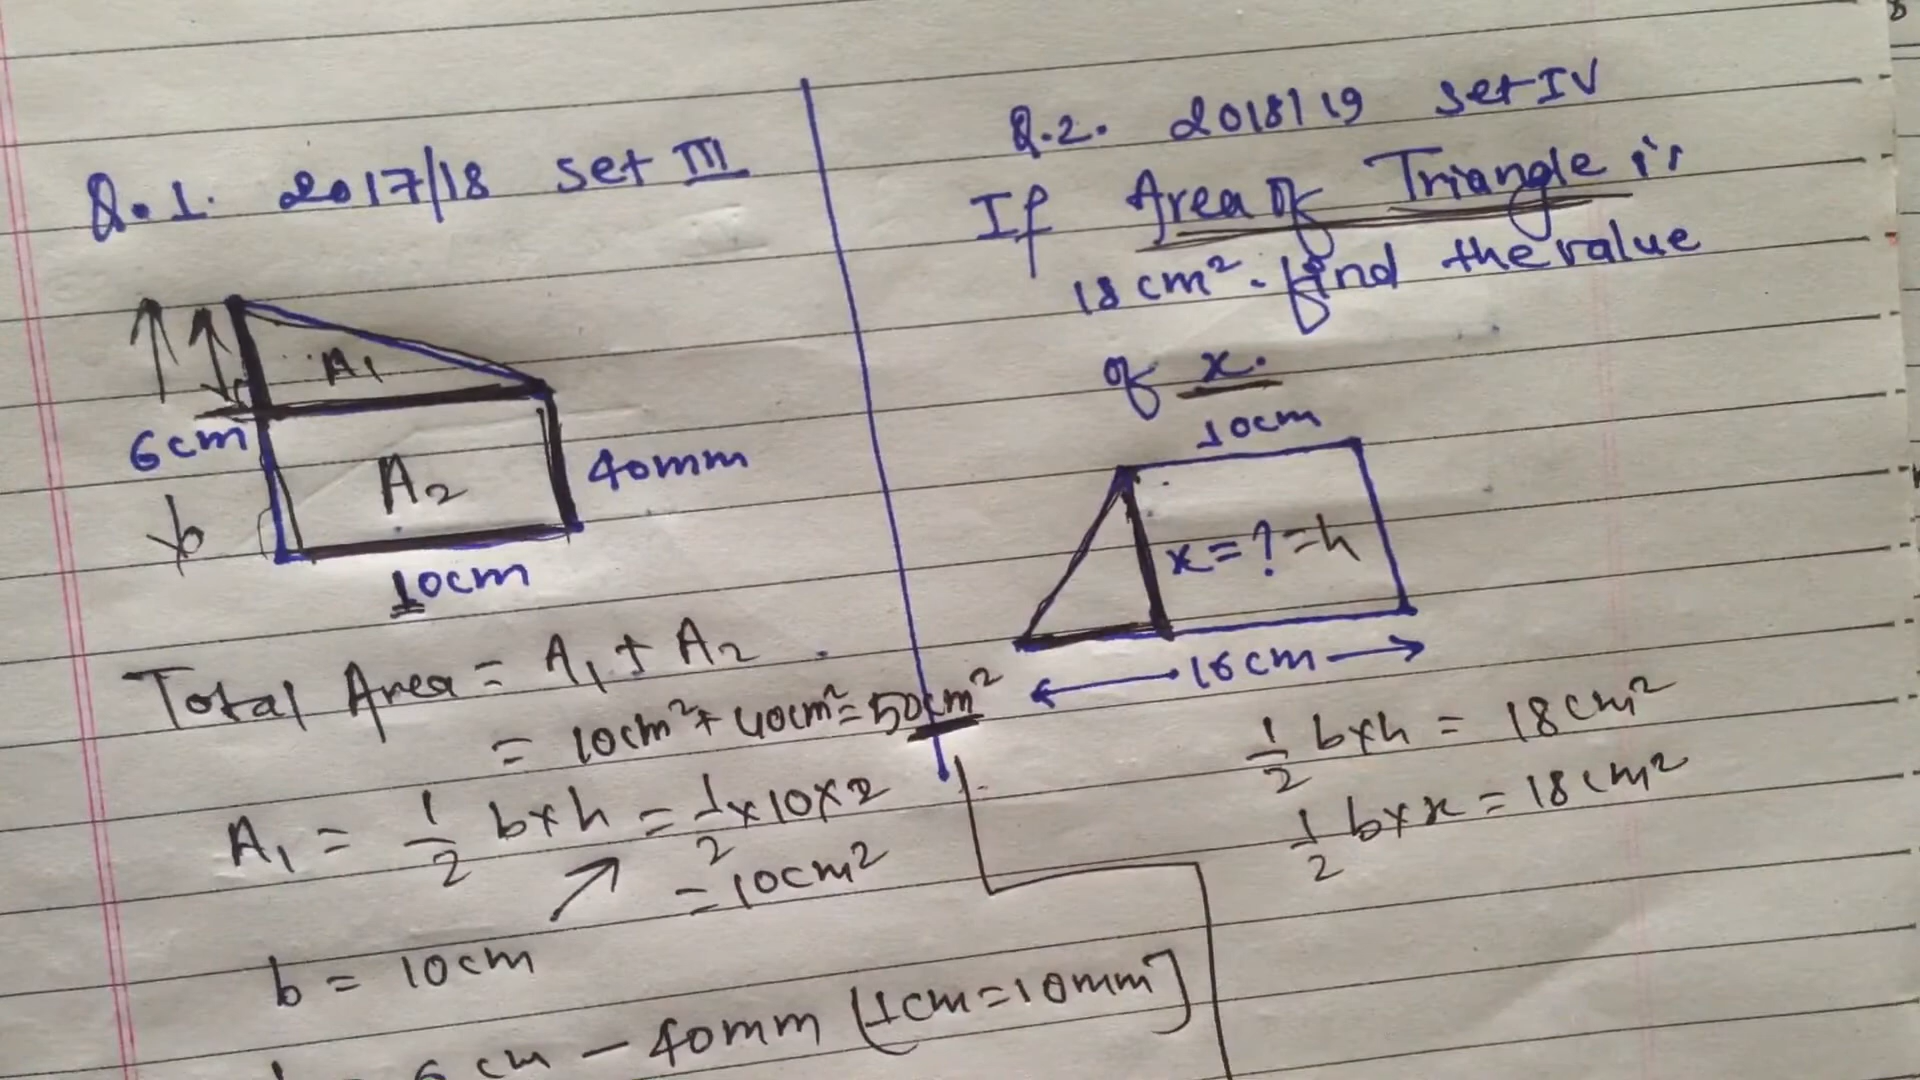 Q.1. 2017/18 set III
A1
6cm
A2
40mm
10cm
Total Area = A1 + A2
= 10cm² + 40cm² = 50cm²
A1 = 1/2 b×h = 1/2 × 10 × 2
= 10cm²
b = 10cm
6 cm - 40mm [1cm = 10mm]
Q.2. 2018/19 set IV
If Area of Triangle is
18 cm². find the value
of x.
10cm
x = ? = h
16cm
1/2 b×h = 18cm²
1/2 b×x = 18cm²